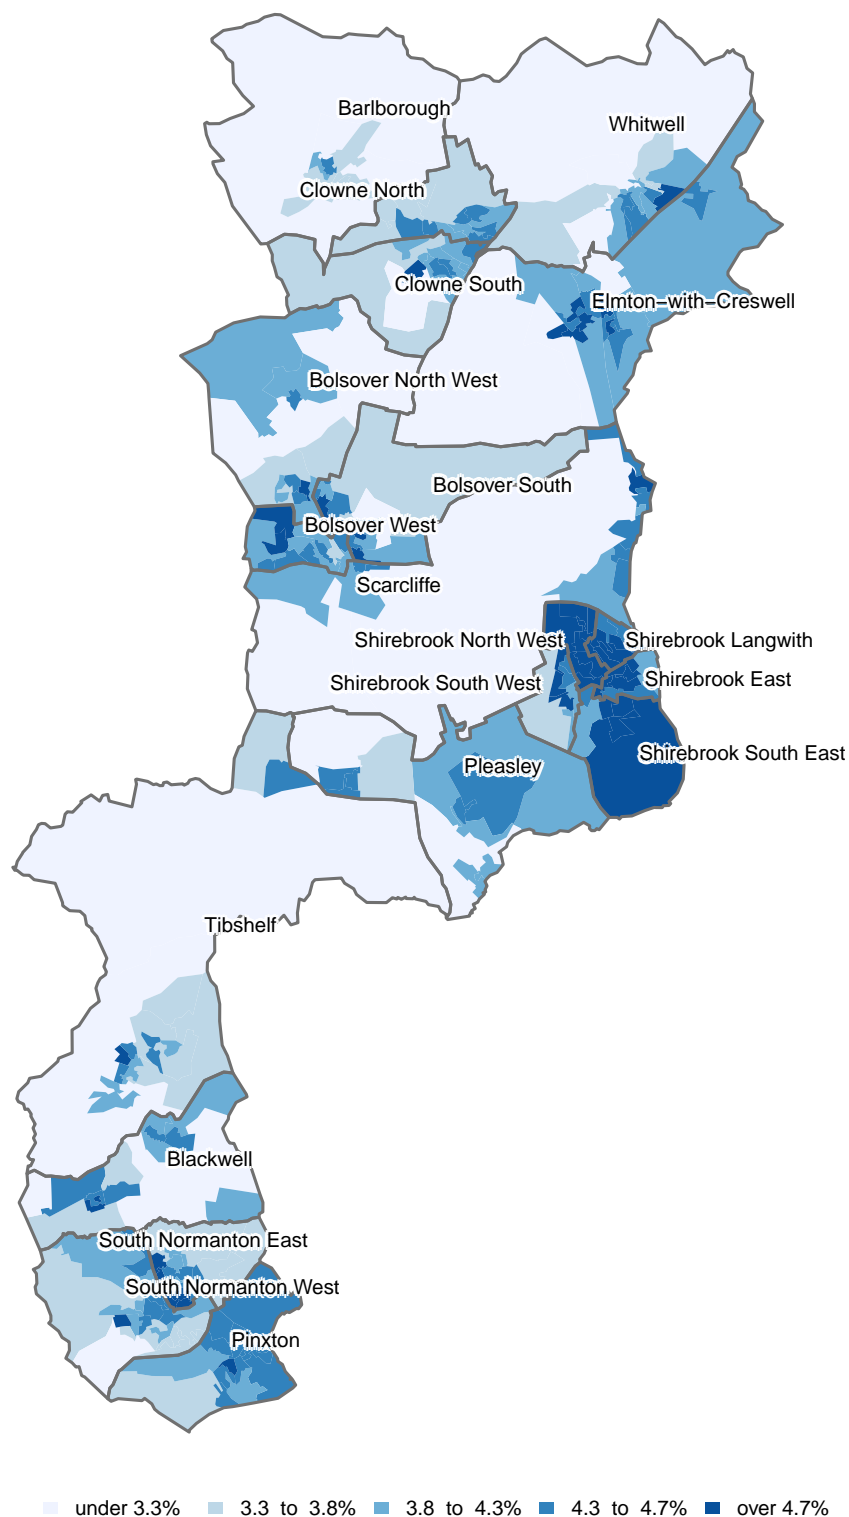 Barlborough
Whitwell
Clowne North
Clowne South
Elmton−with−Creswell
Bolsover North West
Bolsover South
Bolsover West
Scarcliffe
Shirebrook North West
Shirebrook Langwith
Shirebrook South West
Shirebrook East
Shirebrook South East
Pleasley
Tibshelf
Blackwell
South Normanton East
South Normanton West
Pinxton
under 3.3% 3.3 to 3.8% 3.8 to 4.3% 4.3 to 4.7% over 4.7%